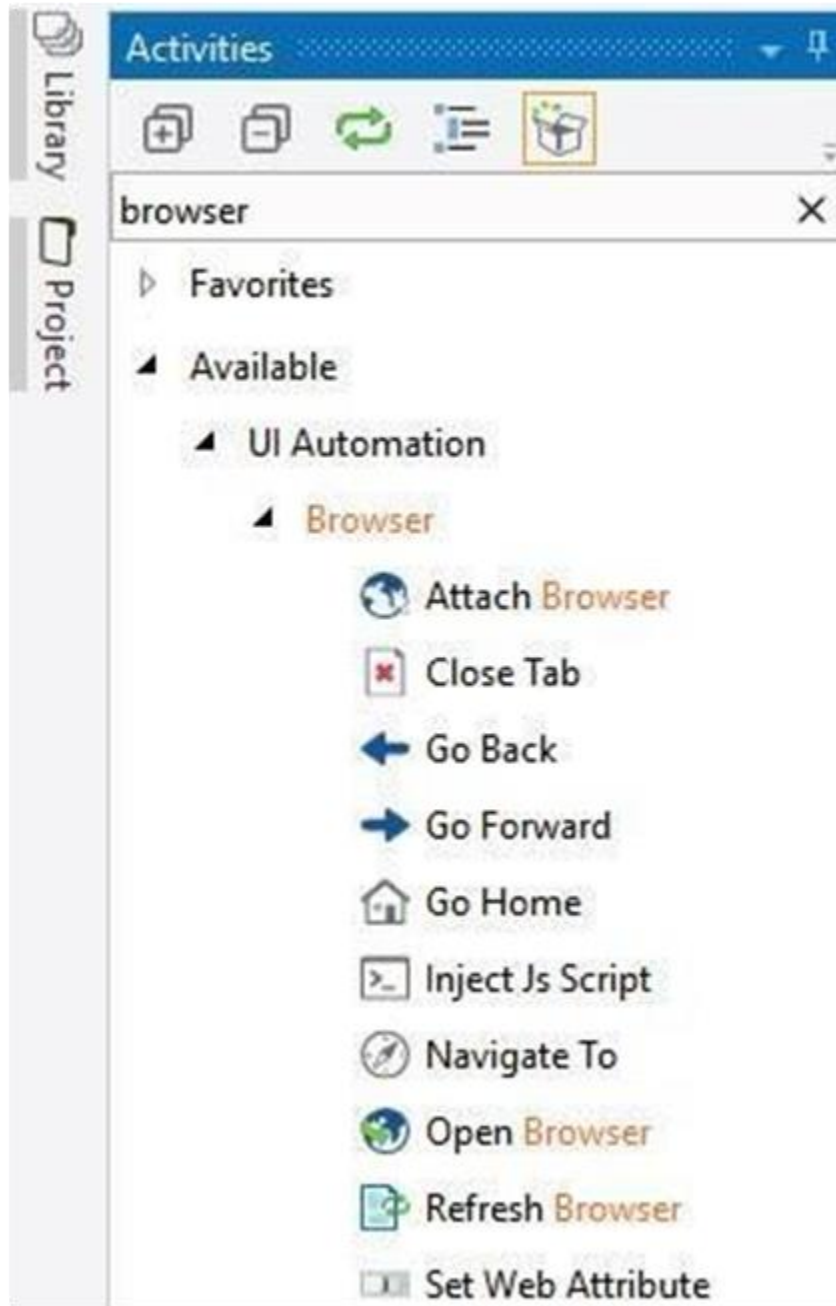 Library
Project
Activities
browser
Favorites
Available
UI Automation
Browser
Attach Browser
Close Tab
Go Back
Go Forward
Go Home
Inject Js Script
Navigate To
Open Browser
Refresh Browser
Set Web Attribute